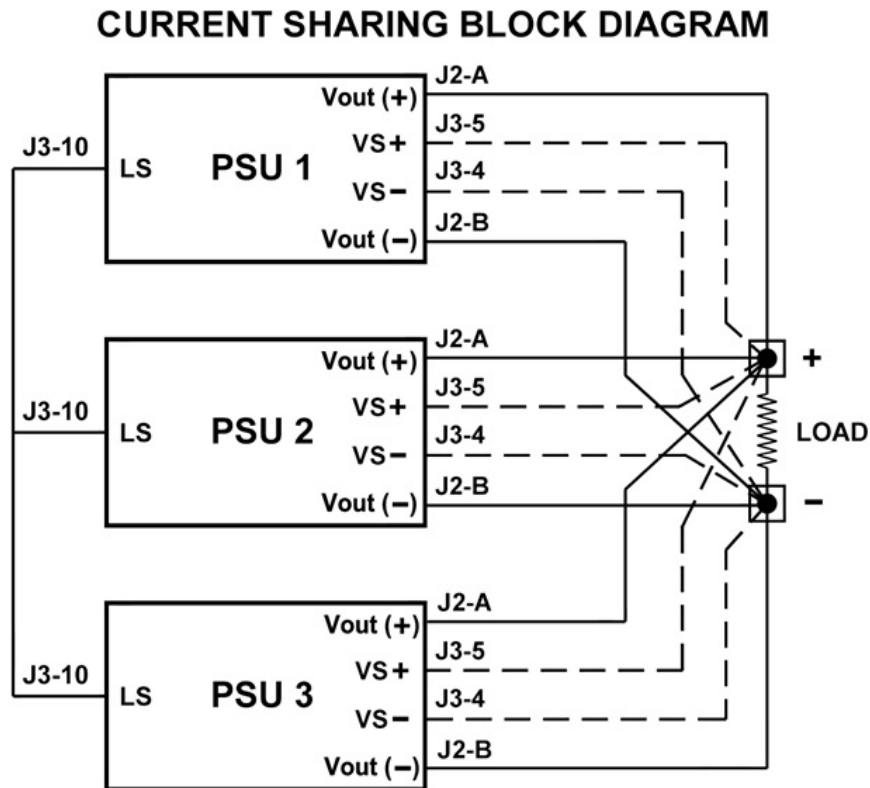 CURRENT SHARING BLOCK DIAGRAM
J2-A
Vout (+)
J3-5
VS+
J3-10
LS
PSU 1
J3-4
VS−
J2-B
Vout (−)
J2-A
Vout (+)
+
J3-5
VS+
J3-10
LS
PSU 2
LOAD
J3-4
VS−
J2-B
Vout (−)
−
J2-A
Vout (+)
J3-5
VS+
J3-10
LS
PSU 3
J3-4
VS−
J2-B
Vout (−)